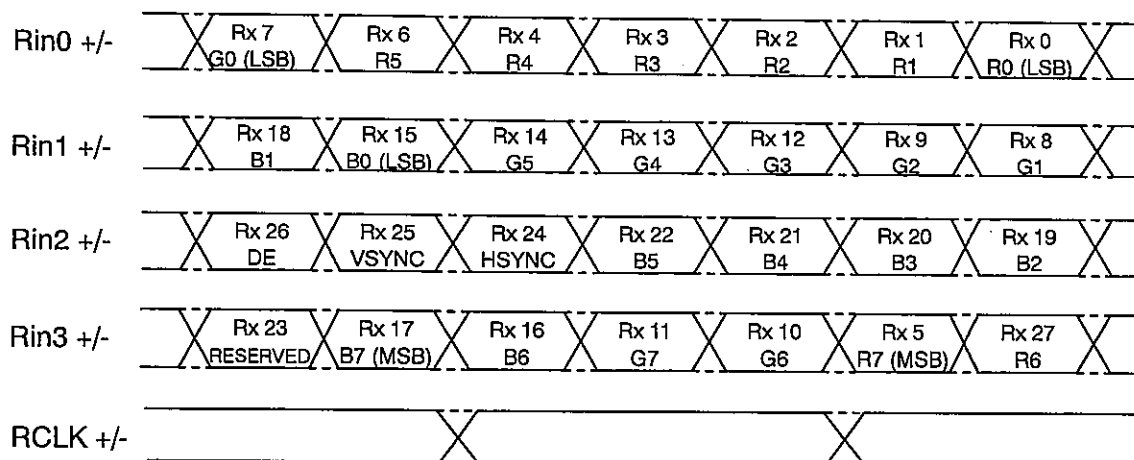 Rin0 +/-
Rx 7 Rx 6 Rx 4 Rx 3 Rx 2 Rx 1 Rx 0
G0 (LSB) R5 R4 R3 R2 R1 R0 (LSB)
Rin1 +/-
Rx 18 Rx 15 Rx 14 Rx 13 Rx 12 Rx 9 Rx 8
B1 B0 (LSB) G5 G4 G3 G2 G1
Rin2 +/-
Rx 26 Rx 25 Rx 24 Rx 22 Rx 21 Rx 20 Rx 19
DE VSYNC HSYNC B5 B4 B3 B2
Rin3 +/-
Rx 23 Rx 17 Rx 16 Rx 11 Rx 10 Rx 5 Rx 27
RESERVED B7 (MSB) B6 G7 G6 R7 (MSB) R6
RCLK +/-